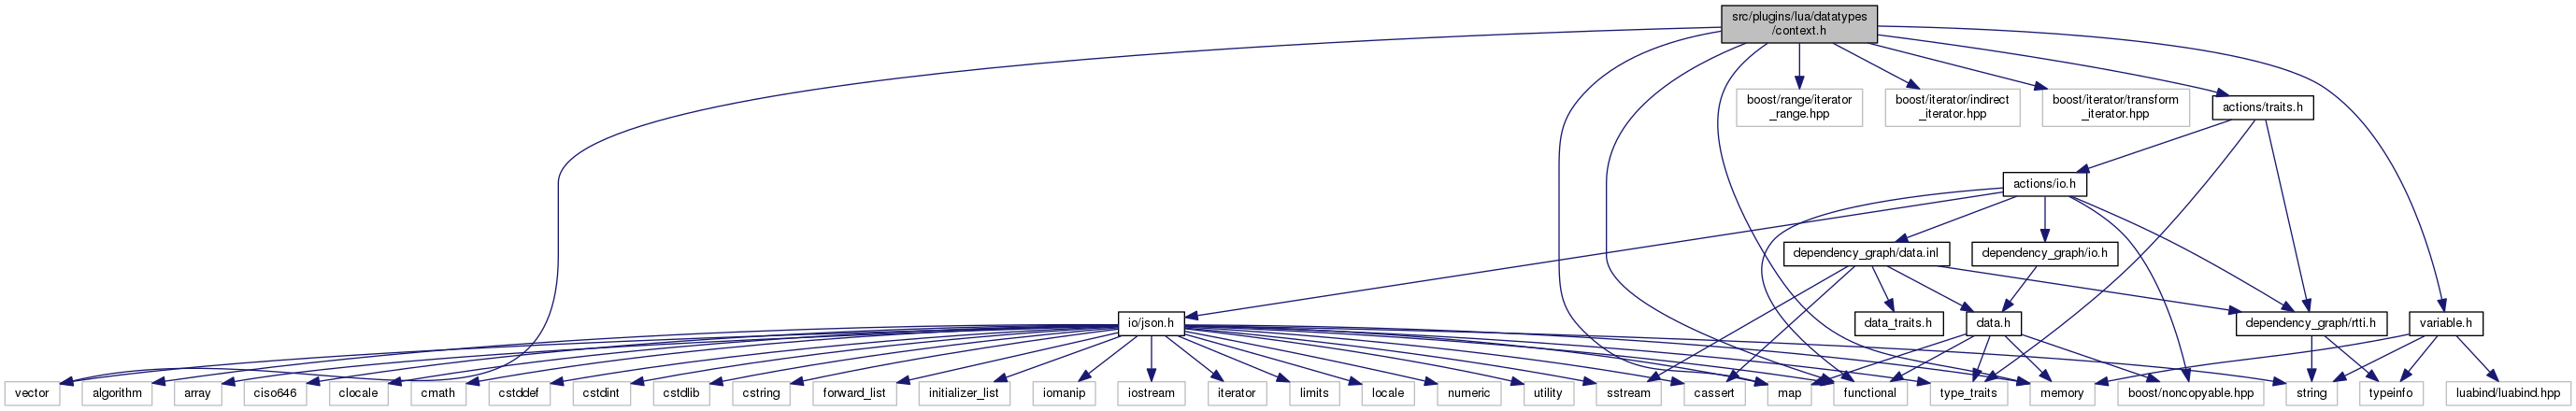 src/plugins/lua/datatypes
/context.h
boost/range/iterator
_range.hpp
boost/iterator/indirect
_iterator.hpp
boost/iterator/transform
_iterator.hpp
actions/traits.h
actions/io.h
dependency_graph/data.inl
dependency_graph/io.h
io/json.h
data_traits.h
data.h
dependency_graph/rtti.h
variable.h
vector
algorithm
array
ciso646
clocale
cmath
cstddef
cstdint
cstdlib
cstring
forward_list
initializer_list
iomanip
iostream
iterator
limits
locale
numeric
utility
sstream
cassert
map
functional
type_traits
memory
boost/noncopyable.hpp
string
typeinfo
luabind/luabind.hpp